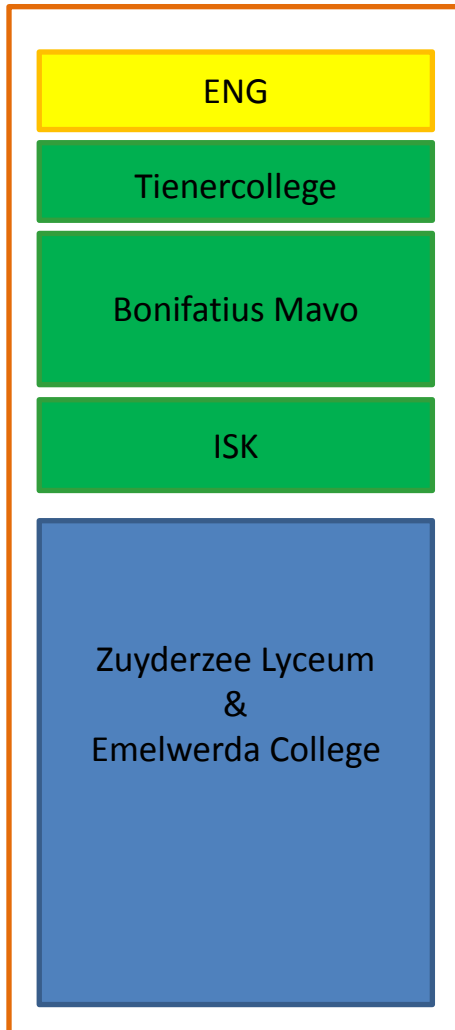 ENG
Tienercollege
Bonifatius Mavo
ISK
Zuyderzee Lyceum
&
Emelwerda College